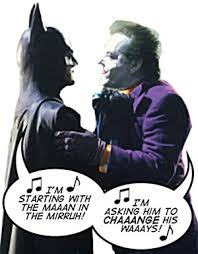 I'M
STARTING WITH
THE MAAAN IN
THE MIRRUH!
I'M
ASKING HIM TO
CHAAANGE HIS
WAAAYS!